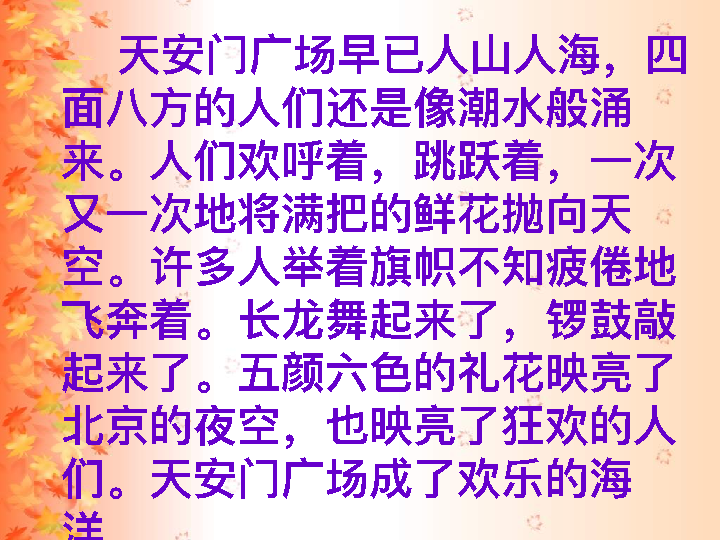 天安门广场早已人山人海，四
面八方的人们还是像潮水般涌
来。人们欢呼着，跳跃着，一次
又一次地将满把的鲜花抛向天
空。许多人举着旗帜不知疲倦地
飞奔着。长龙舞起来了，锣鼓敲
起来了。五颜六色的礼花映亮了
北京的夜空，也映亮了狂欢的人
们。天安门广场成了欢乐的海
洋